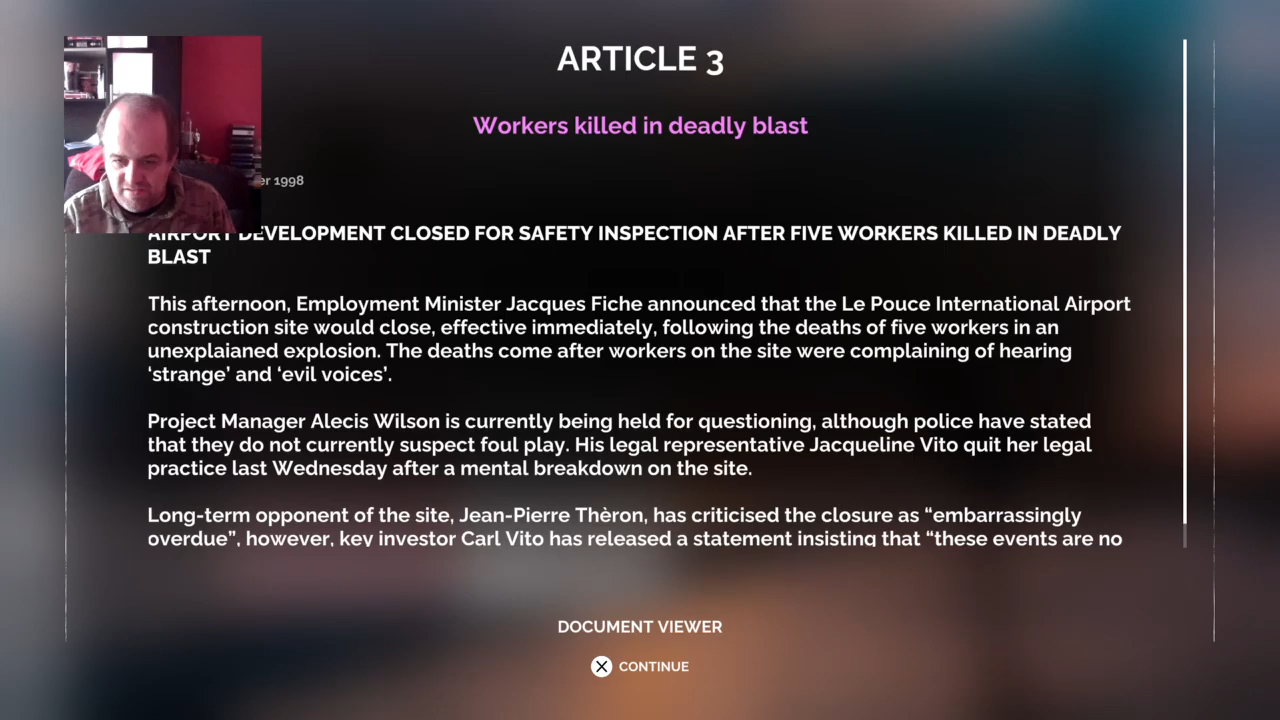 ARTICLE 3
Workers killed in deadly blast
1998
AIRPORT DEVELOPMENT CLOSED FOR SAFETY INSPECTION AFTER FIVE WORKERS KILLED IN DEADLY
BLAST
This afternoon, Employment Minister Jacques Fiche announced that the Le Pouce International Airport
construction site would close, effective immediately, following the deaths of five workers in an
unexplaianed explosion. The deaths come after workers on the site were complaining of hearing
‘strange’ and ‘evil voices’.
Project Manager Alecis Wilson is currently being held for questioning, although police have stated
that they do not currently suspect foul play. His legal representative Jacqueline Vito quit her legal
practice last Wednesday after a mental breakdown on the site.
Long-term opponent of the site, Jean-Pierre Thèron, has criticised the closure as “embarrassingly
overdue”, however, key investor Carl Vito has released a statement insisting that “these events are no
DOCUMENT VIEWER
CONTINUE